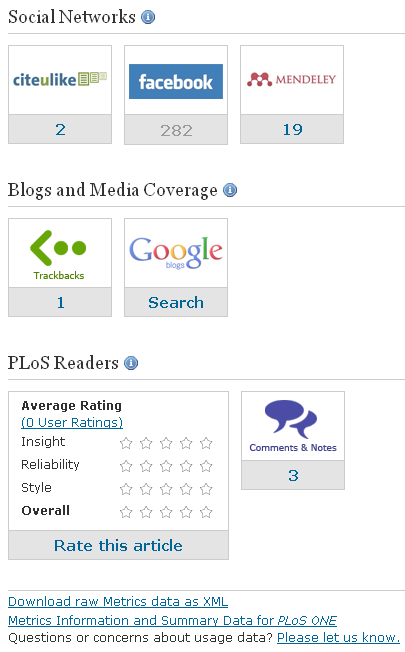 Social Networks
citeulike
facebook
MENDELEY
2
282
19
Blogs and Media Coverage
Trackbacks
Google
blogs
1
Search
PLoS Readers
Average Rating
(0 User Ratings)
Insight
Reliability
Style
Overall
Rate this article
Comments & Notes
3
Download raw Metrics data as XML
Metrics Information and Summary Data for PLoS ONE
Questions or concerns about usage data? Please let us know.